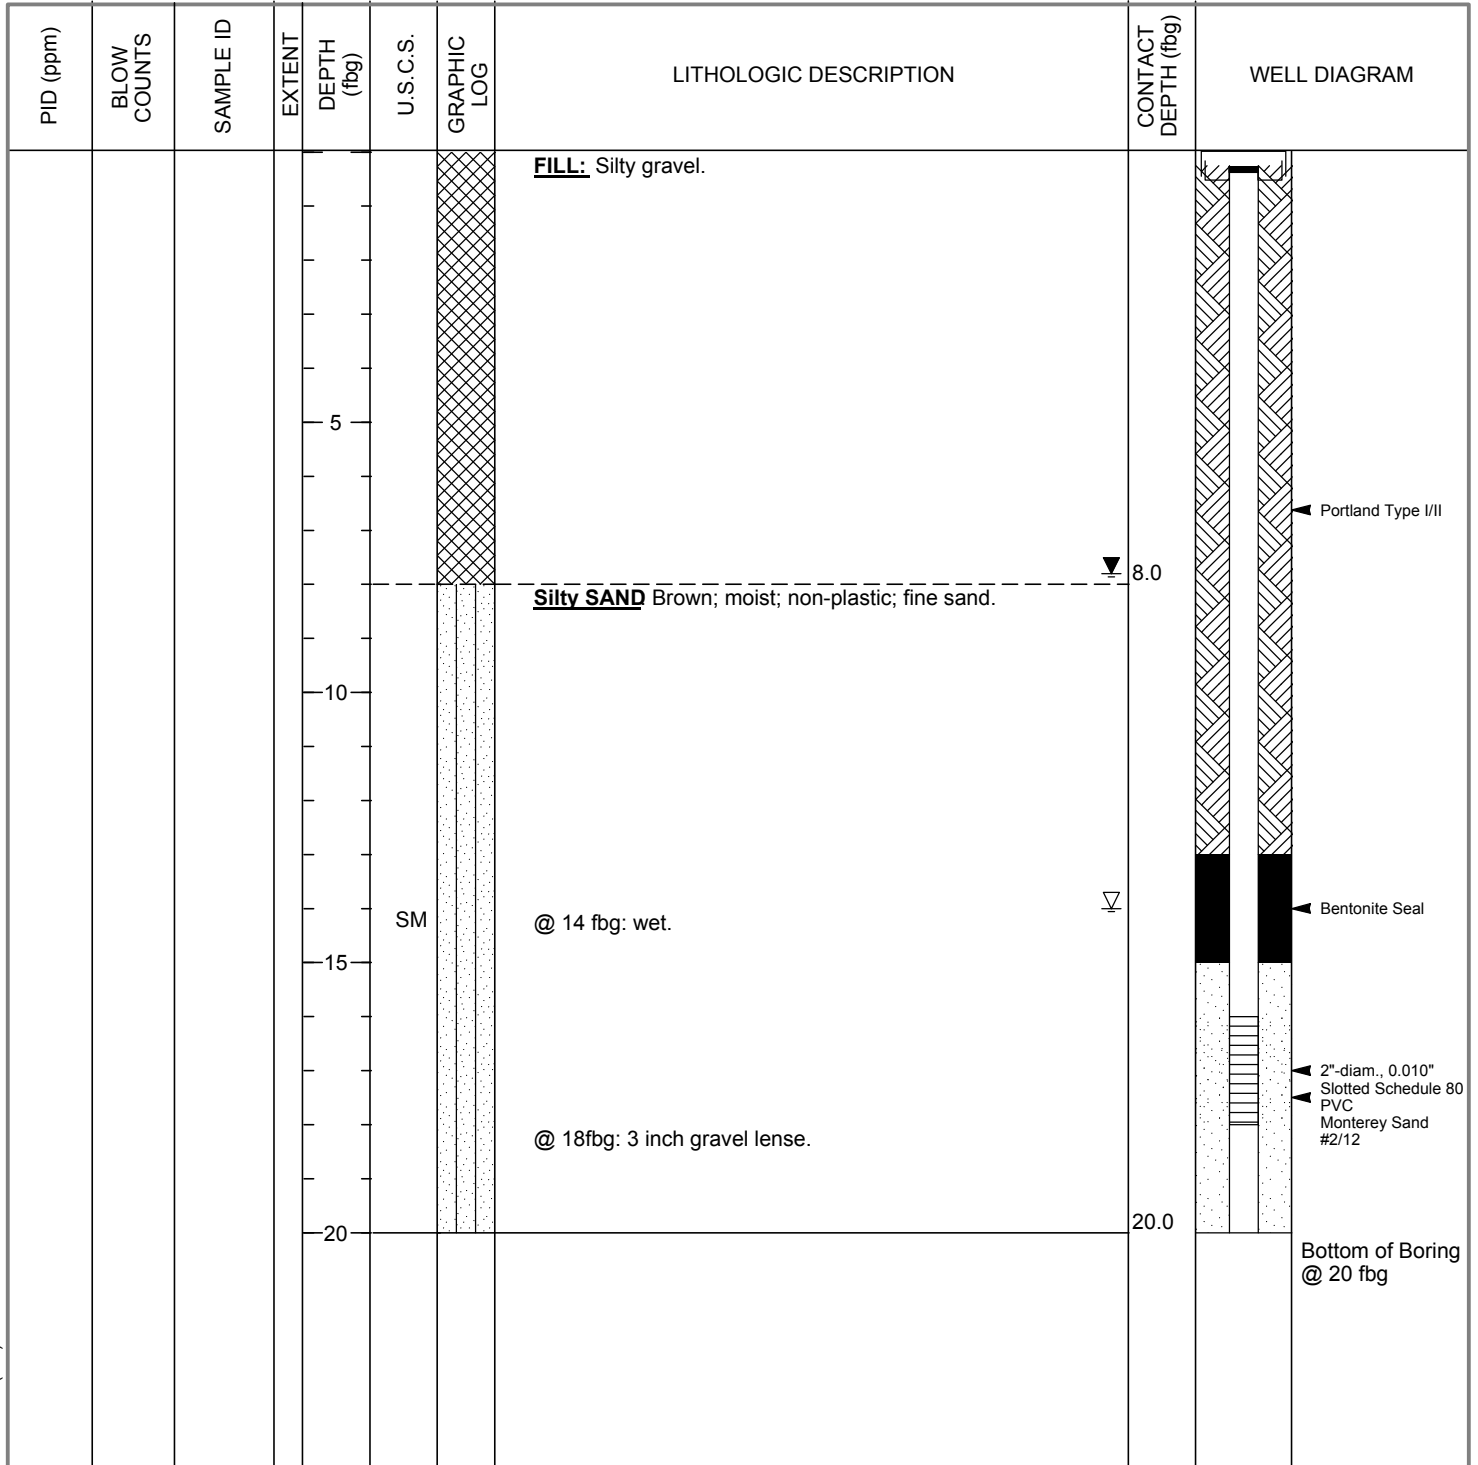 PID (ppm)
BLOW
COUNTS
SAMPLE ID
EXTENT
DEPTH
(fbg)
U.S.C.S.
GRAPHIC
LOG
LITHOLOGIC DESCRIPTION
CONTACT
DEPTH (fbg)
WELL DIAGRAM
FILL: Silty gravel.
5
Portland Type I/II
8.0
Silty SAND Brown; moist; non-plastic; fine sand.
10
SM
@ 14 fbg: wet.
Bentonite Seal
15
2"-diam., 0.010"
Slotted Schedule 80
PVC
Monterey Sand
#2/12
@ 18fbg: 3 inch gravel lense.
20
20.0
Bottom of Boring
@ 20 fbg